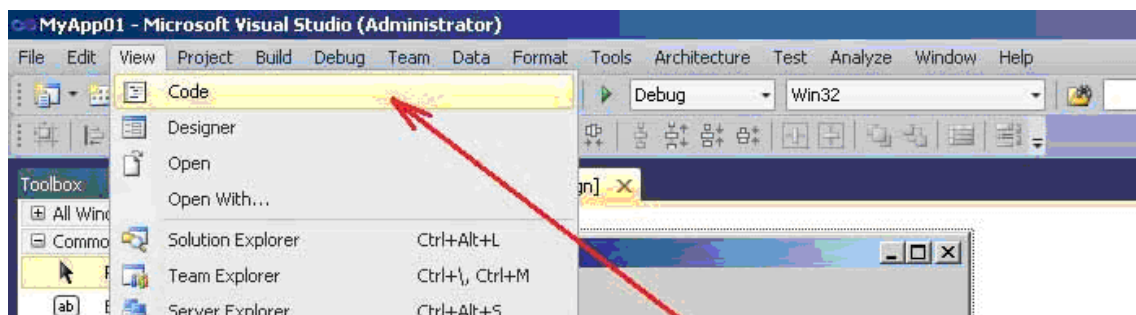 MyApp01 - Microsoft Visual Studio (Administrator)
File Edit View Project Build Debug Team Data Format Tools Architecture Test Analyze Window Help
Code
Debug
Win32
Designer
Open
gn]
Toolbox
Open With...
All Wind
Commo
Solution Explorer Ctrl+Alt+L
Team Explorer Ctrl+\, Ctrl+M
ab
Server Explorer Ctrl+Alt+S